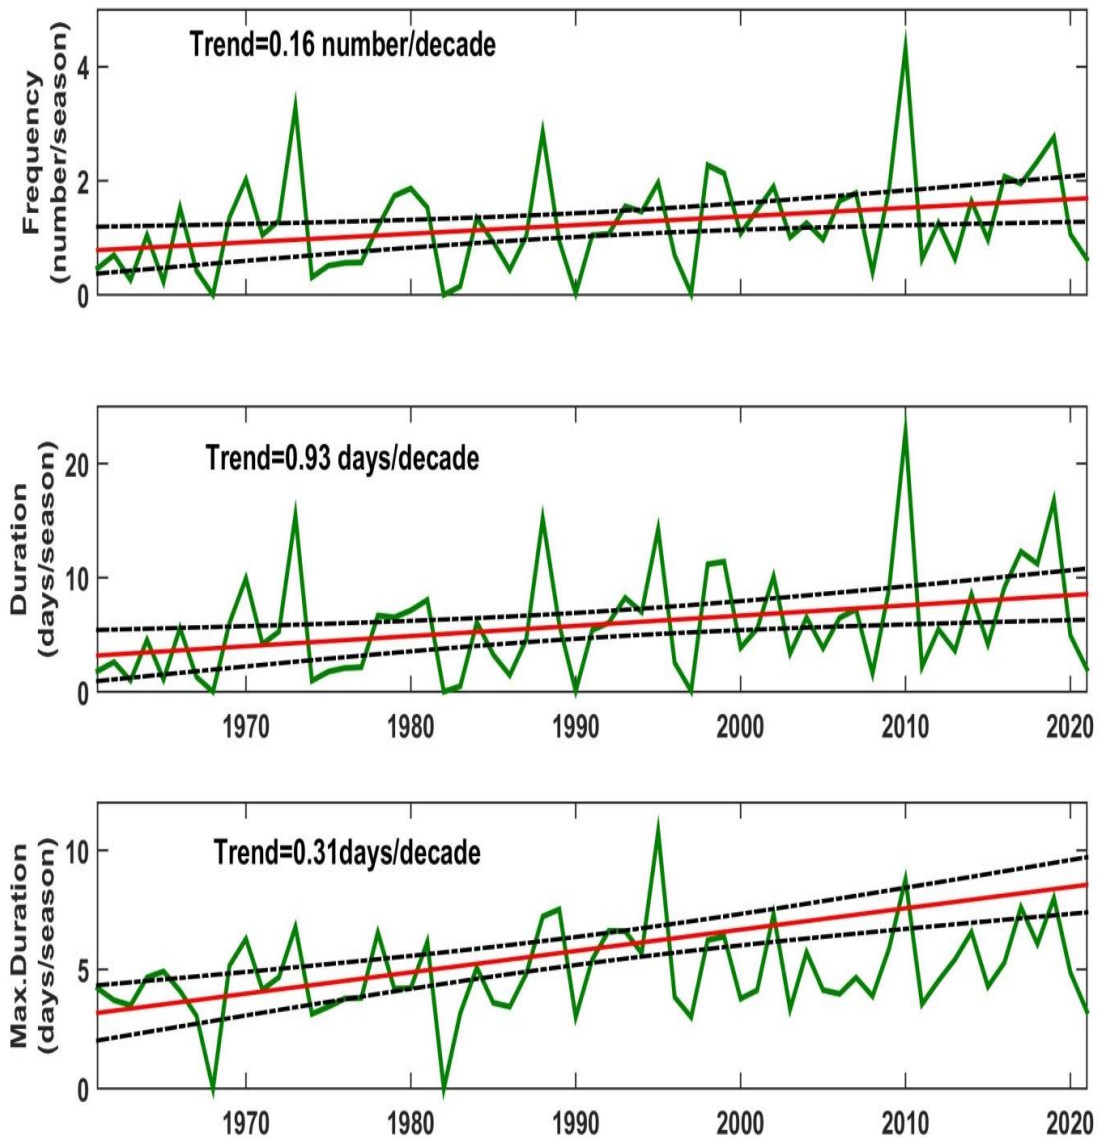 Trend=0.16 number/decade
Frequency
(number/season)
4
2
0
Trend=0.93 days/decade
Duration
(days/season)
20
10
0
1970 1980 1990 2000 2010 2020
Trend=0.31days/decade
Max.Duration
(days/season)
10
5
0
1970 1980 1990 2000 2010 2020